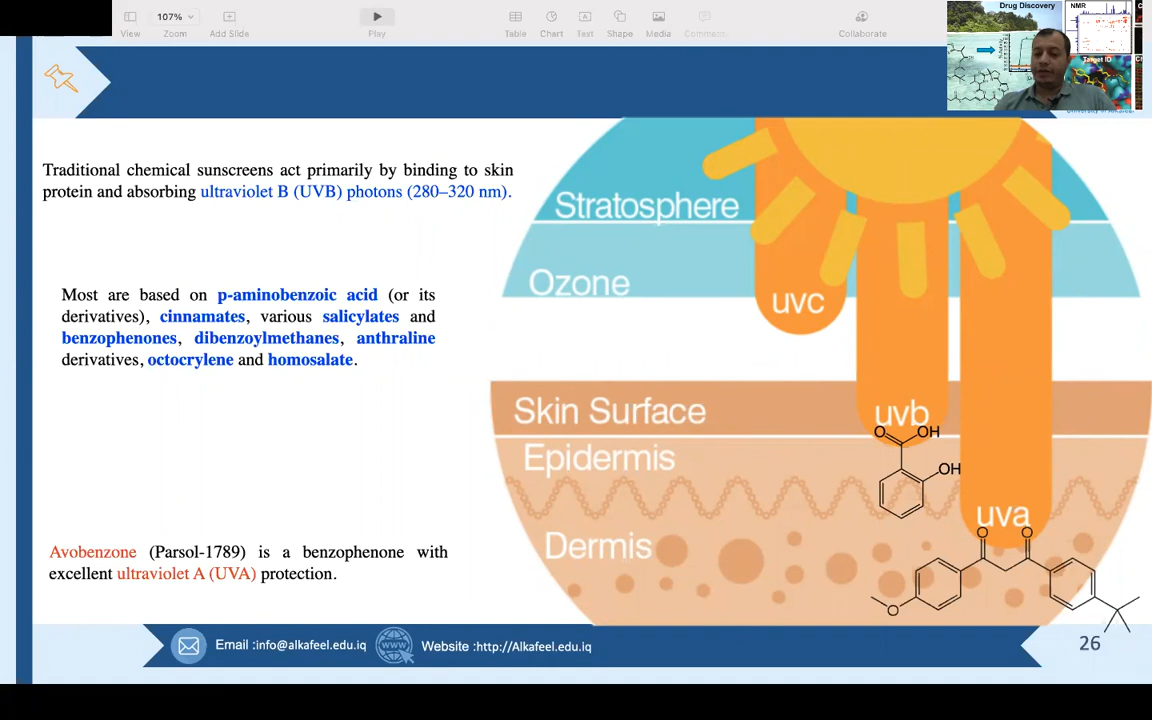 107%
View
Zoom
Add Slide
Play
Table
Chart
Text
Shape
Media
Comment
Collaborate
Drug Discovery
NMR
Target ID
Traditional chemical sunscreens act primarily by binding to skin
protein and absorbing ultraviolet B (UVB) photons (280–320 nm).
Most are based on p-aminobenzoic acid (or its
derivatives), cinnamates, various salicylates and
benzophenones, dibenzoylmethanes, anthraline
derivatives, octocrylene and homosalate.
Avobenzone (Parsol-1789) is a benzophenone with
excellent ultraviolet A (UVA) protection.
Stratosphere
Ozone
uvc
Skin Surface
uvb
O
OH
Epidermis
OH
uva
O
O
Dermis
O
Email :info@alkafeel.edu.iq
www
Website :http://Alkafeel.edu.iq
26